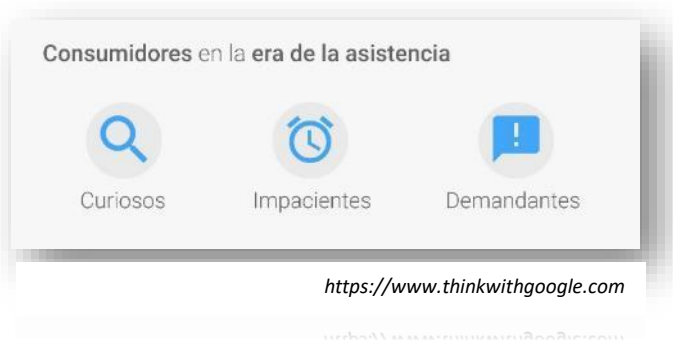 Consumidores en la era de la asistencia
Curiosos Impacientes Demandantes
https://www.thinkwithgoogle.com